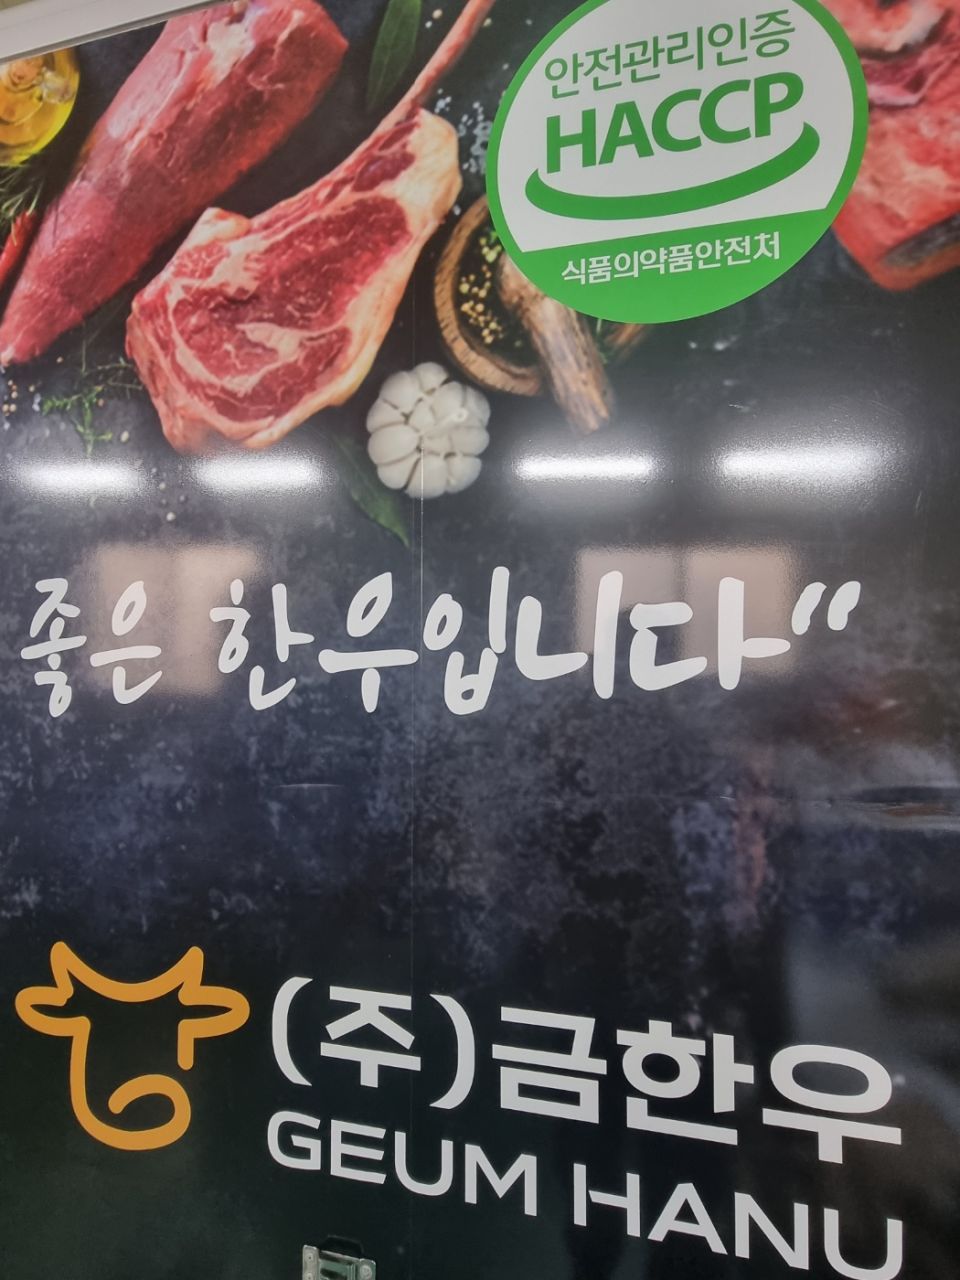 안전관리인증
HACCP
식품의약품안전처
좋은 한우입니다“
(주)금한우
GEUM HANU